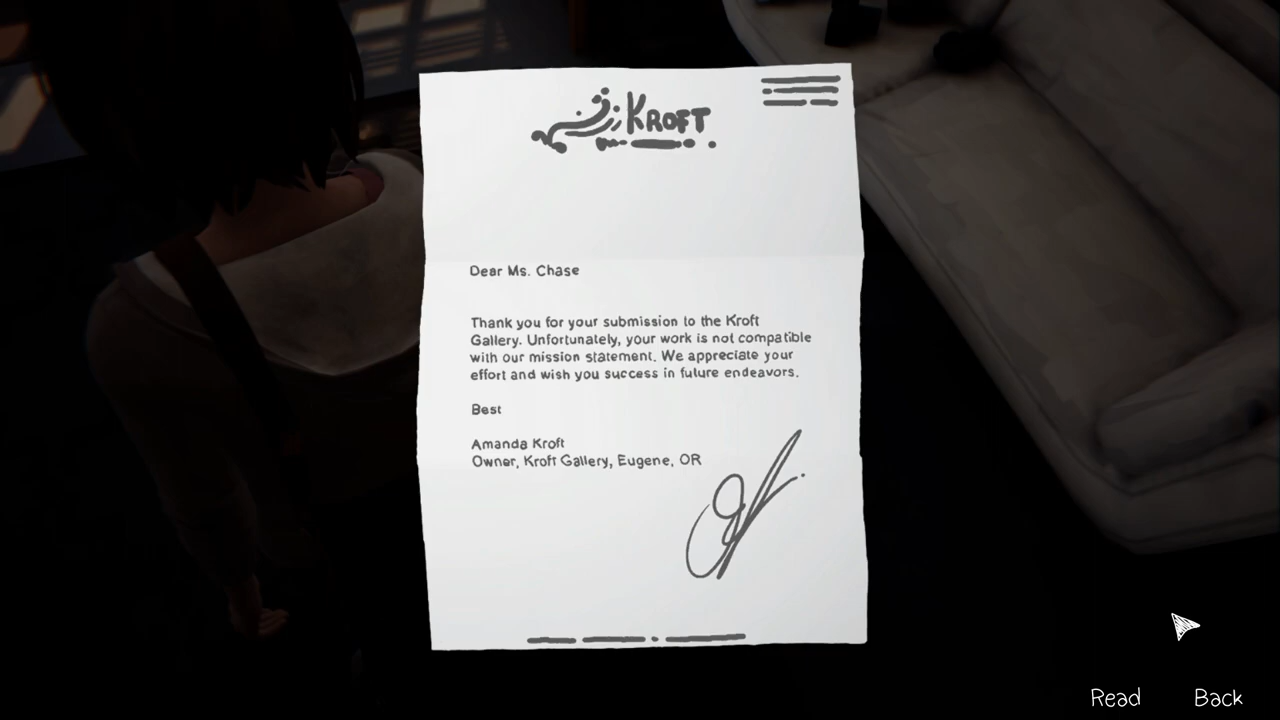 KROFT
Dear Ms. Chase
Thank you for your submission to the Kroft
Gallery. Unfortunately, your work is not compatible
with our mission statement. We appreciate your
effort and wish you success in future endeavors.
Best
Amanda Kroft
Owner, Kroft Gallery, Eugene, OR
Read Back